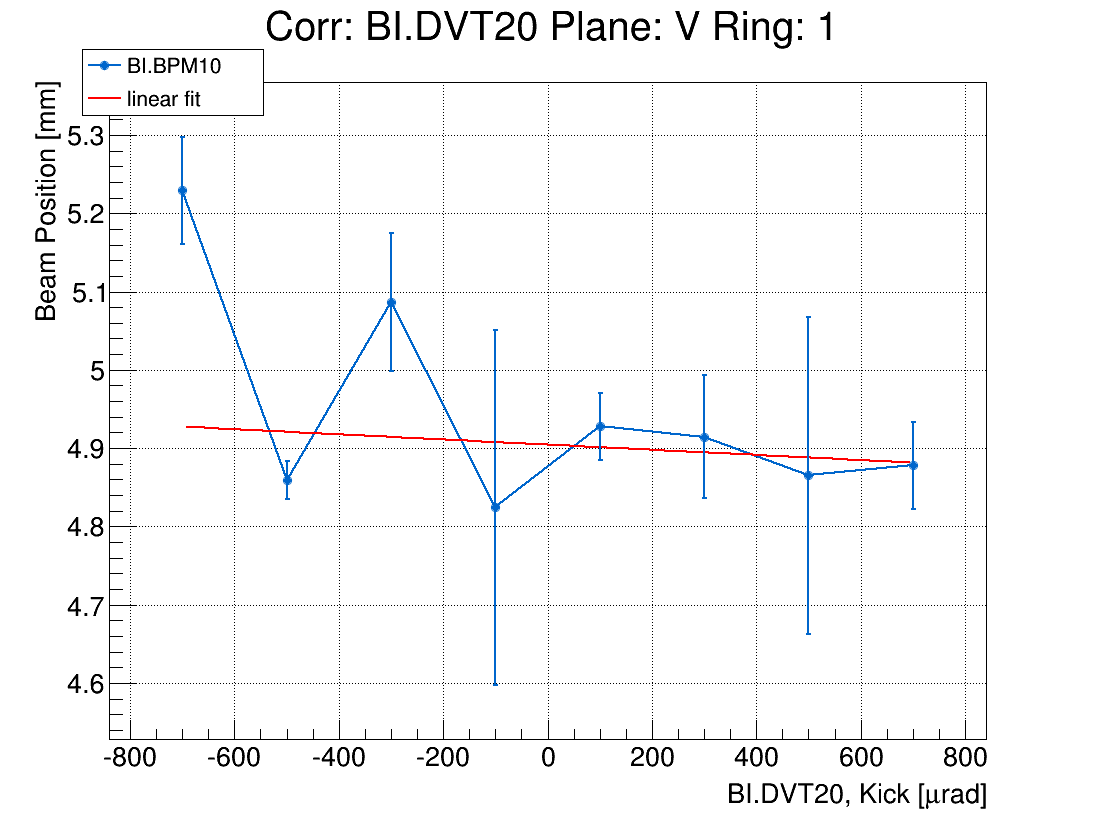 Corr: BI.DVT20 Plane: V Ring: 1
BI.BPM10
linear fit
Beam Position [mm]
5.3
5.2
5.1
5
4.9
4.8
4.7
4.6
-800 -600 -400 -200 0 200 400 600 800
BI.DVT20, Kick [μrad]